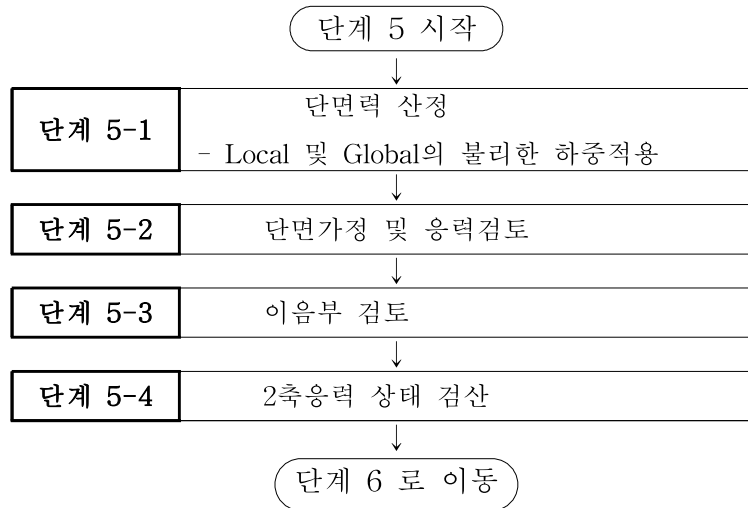 단계 5 시작
단계 5-1
단면력 산정
- Local 및 Global의 불리한 하중적용
단계 5-2
단면가정 및 응력검토
단계 5-3
이음부 검토
단계 5-4
2축응력 상태 검산
단계 6 로 이동